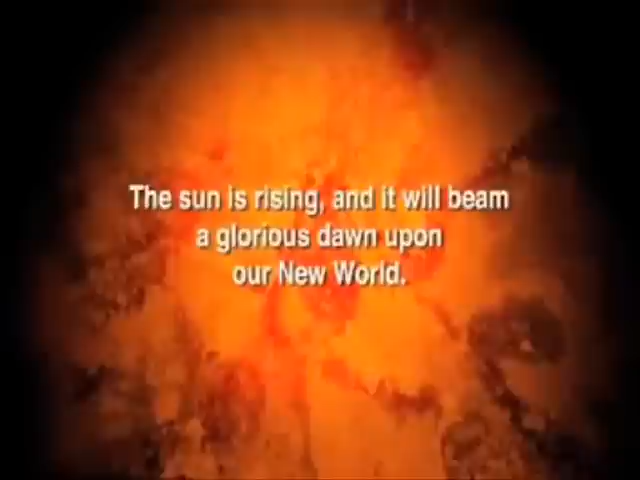 The sun is rising, and it will beam
a glorious dawn upon
our New World.